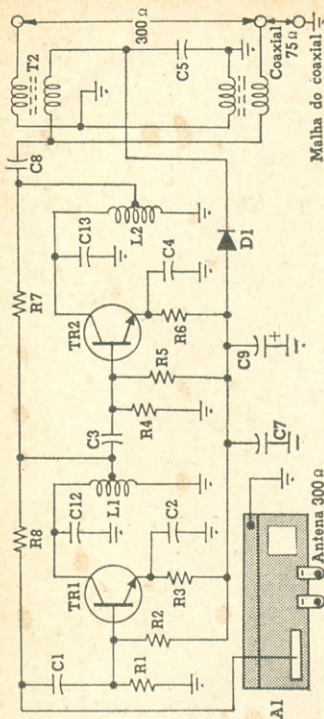 300 Ω
T2
C5
Coaxial
75 Ω
Malha do coaxial
C8
R7
C13
L2
TR2
C4
R6
D1
R5
R4
C9
+
C3
R8
C12
L1
C7
TR1
C2
R3
R2
C1
R1
Antena 300 Ω
A1